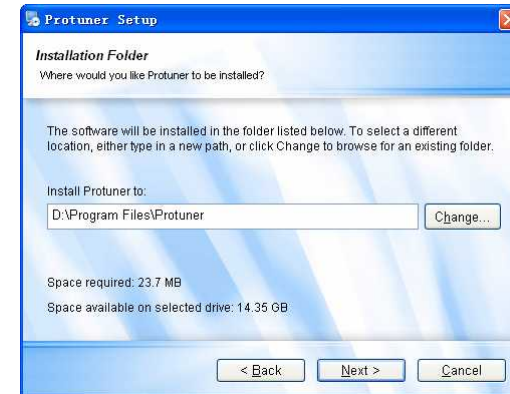 Protuner Setup
Installation Folder
Where would you like Protuner to be installed?
The software will be installed in the folder listed below. To select a different
location, either type in a new path, or click Change to browse for an existing folder.
Install Protuner to:
D:\Program Files\Protuner
Change...
Space required: 23.7 MB
Space available on selected drive: 14.35 GB
< Back
Next >
Cancel